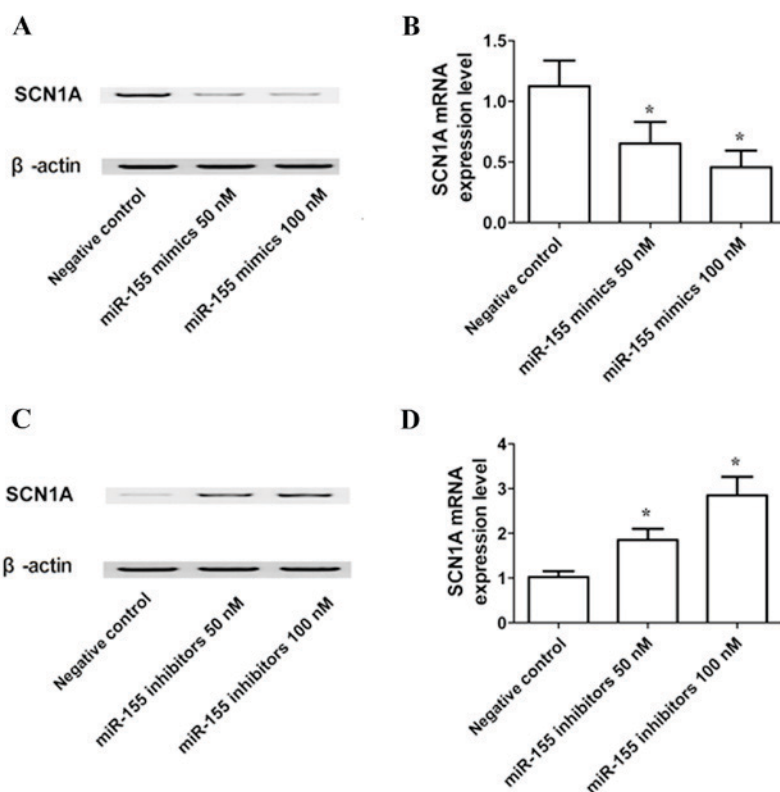 A
SCN1A
β -actin
Negative control
miR-155 mimics 50 nM
miR-155 mimics 100 nM
B
SCN1A mRNA
expression level
1.5
1.0
0.5
0.0
*
*
Negative control
miR-155 mimics 50 nM
miR-155 mimics 100 nM
C
SCN1A
β -actin
Negative control
miR-155 inhibitors 50 nM
miR-155 inhibitors 100 nM
D
SCN1A mRNA
expression level
4
3
2
1
0
*
*
Negative control
miR-155 inhibitors 50 nM
miR-155 inhibitors 100 nM